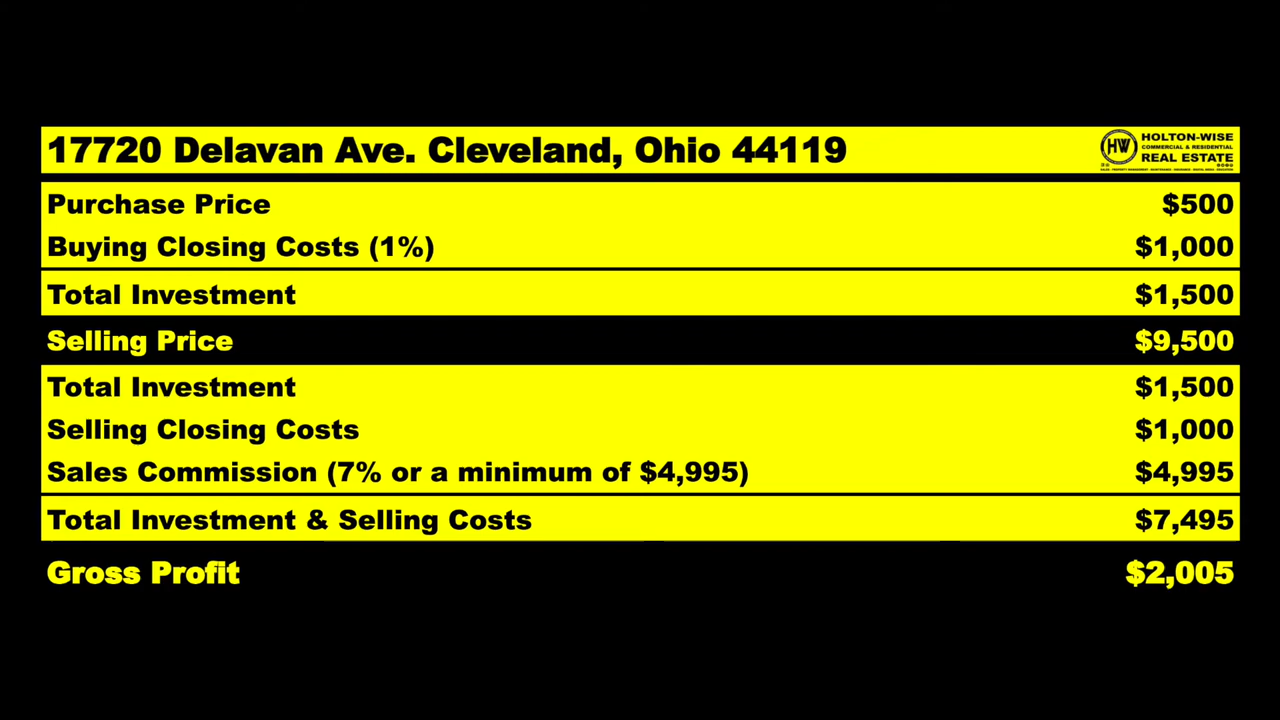 17720 Delavan Ave. Cleveland, Ohio 44119
HW
HOLTON-WISE
COMMERCIAL & RESIDENTIAL
REAL ESTATE
Purchase Price $500
Buying Closing Costs (1%) $1,000
Total Investment $1,500
Selling Price $9,500
Total Investment $1,500
Selling Closing Costs $1,000
Sales Commission (7% or a minimum of $4,995) $4,995
Total Investment & Selling Costs $7,495
Gross Profit $2,005